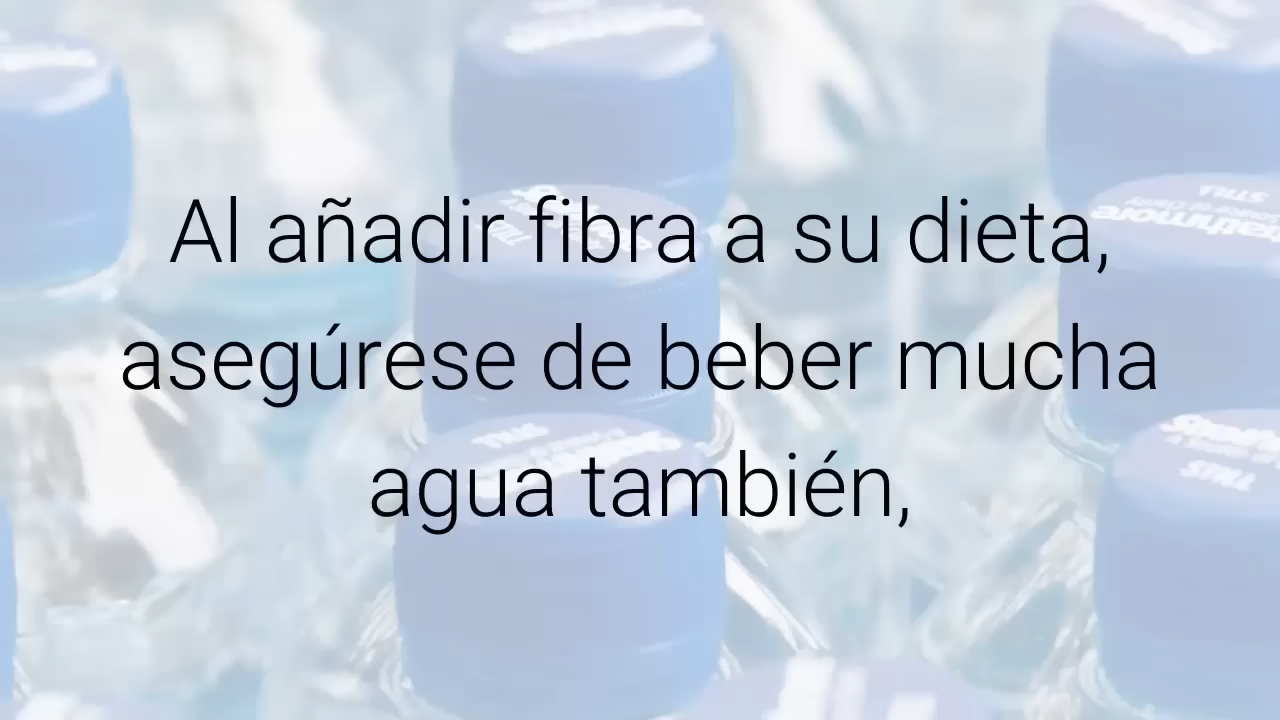 Al añadir fibra a su dieta,
asegúrese de beber mucha
agua también,